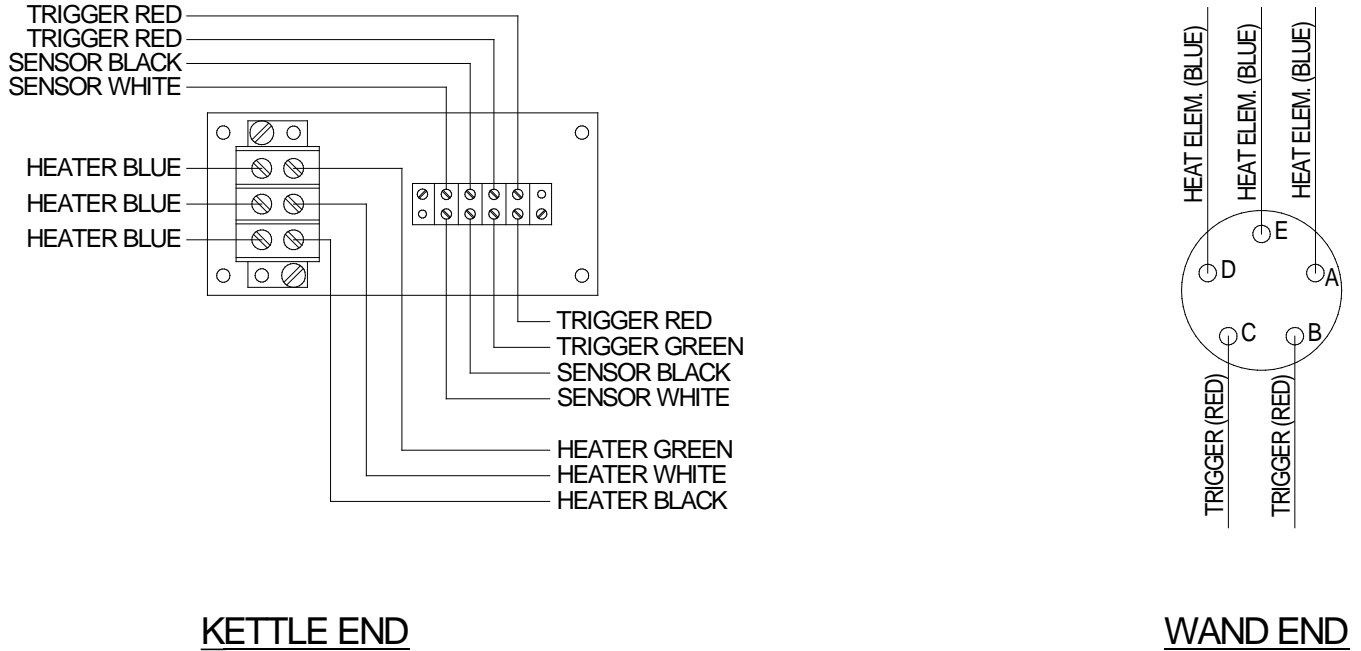 TRIGGER RED
TRIGGER RED
SENSOR BLACK
SENSOR WHITE
HEATER BLUE
HEATER BLUE
HEATER BLUE
TRIGGER RED
TRIGGER GREEN
SENSOR BLACK
SENSOR WHITE
HEATER GREEN
HEATER WHITE
HEATER BLACK
KETTLE END
HEAT ELEM. (BLUE)
HEAT ELEM. (BLUE)
HEAT ELEM. (BLUE)
E
D
A
C
B
TRIGGER (RED)
TRIGGER (RED)
WAND END